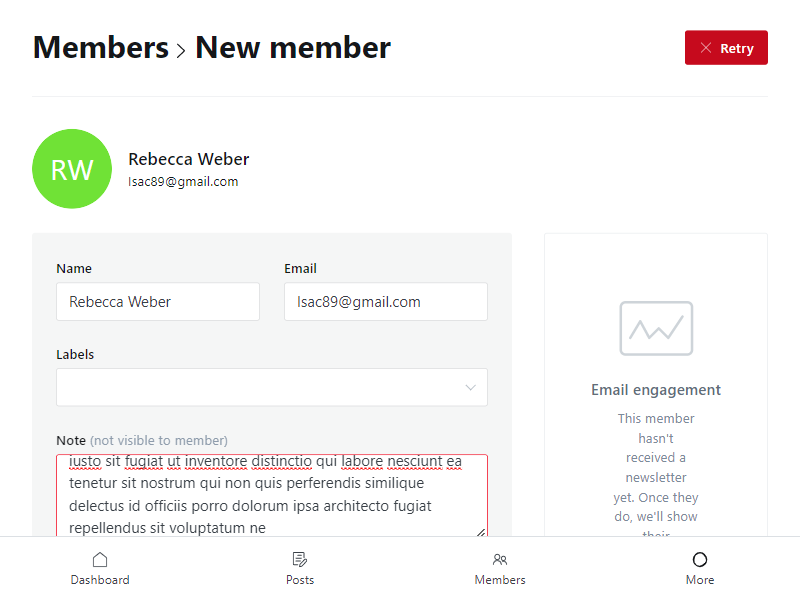 Members > New member
Retry
RW
Rebecca Weber
Isac89@gmail.com
Name
Email
Rebecca Weber
Isac89@gmail.com
Labels
Note (not visible to member)
iusto sit fugiat ut inventore distinctio qui labore nesciunt ea
tenetur sit nostrum qui non quis perferendis similique
delectus id officiis porro dolorum ipsa architecto fugiat
repellendus sit voluptatum ne
Email engagement
This member
hasn't
received a
newsletter
yet. Once they
do, we'll show
their
Dashboard
Posts
Members
More